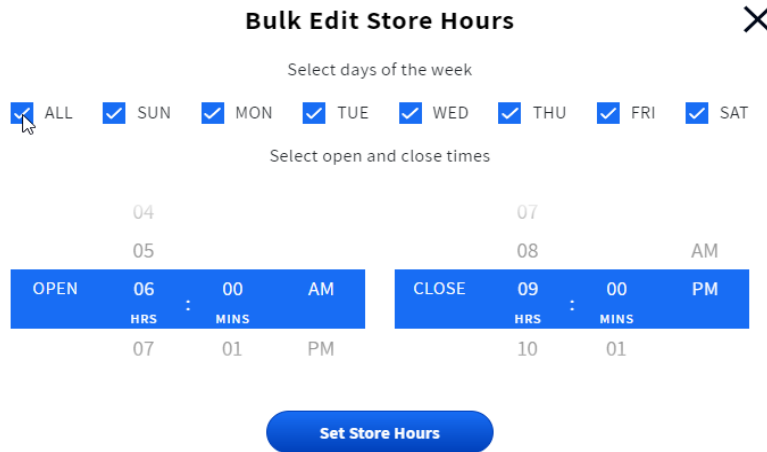 Bulk Edit Store Hours
Select days of the week
ALL SUN MON TUE WED THU FRI SAT
Select open and close times
04 07
05 08 AM
OPEN 06 : 00 AM CLOSE 09 : 00 PM
HRS MINS HRS MINS
07 01 PM 10 01
Set Store Hours